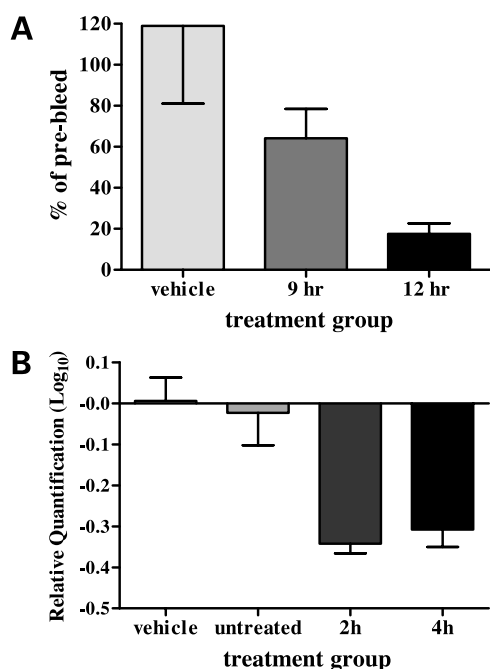 A
120
100
80
60
40
20
0
% of pre-bleed
vehicle 9 hr 12 hr
treatment group
B
0.1
-0.0
-0.1
-0.2
-0.3
-0.4
-0.5
Relative Quantification (Log₁₀)
vehicle untreated 2h 4h
treatment group